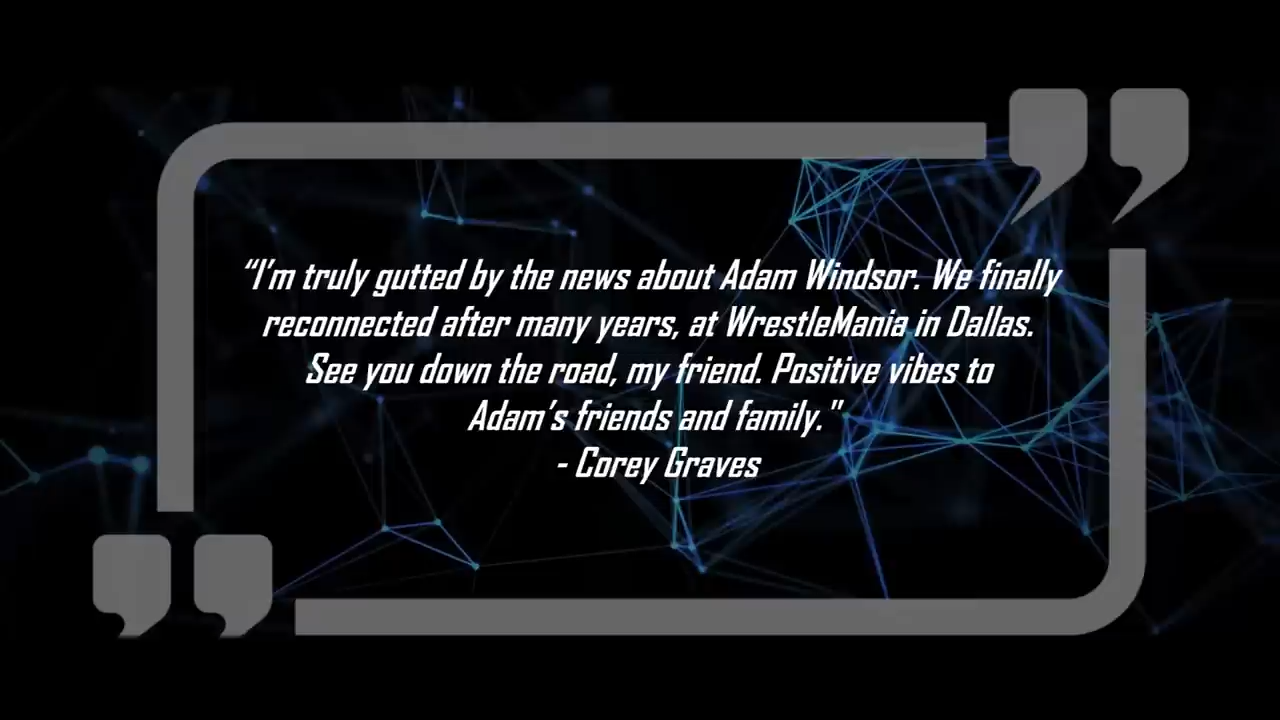 “I’m truly gutted by the news about Adam Windsor. We finally
reconnected after many years, at WrestleMania in Dallas.
See you down the road, my friend. Positive vibes to
Adam’s friends and family.”
- Corey Graves